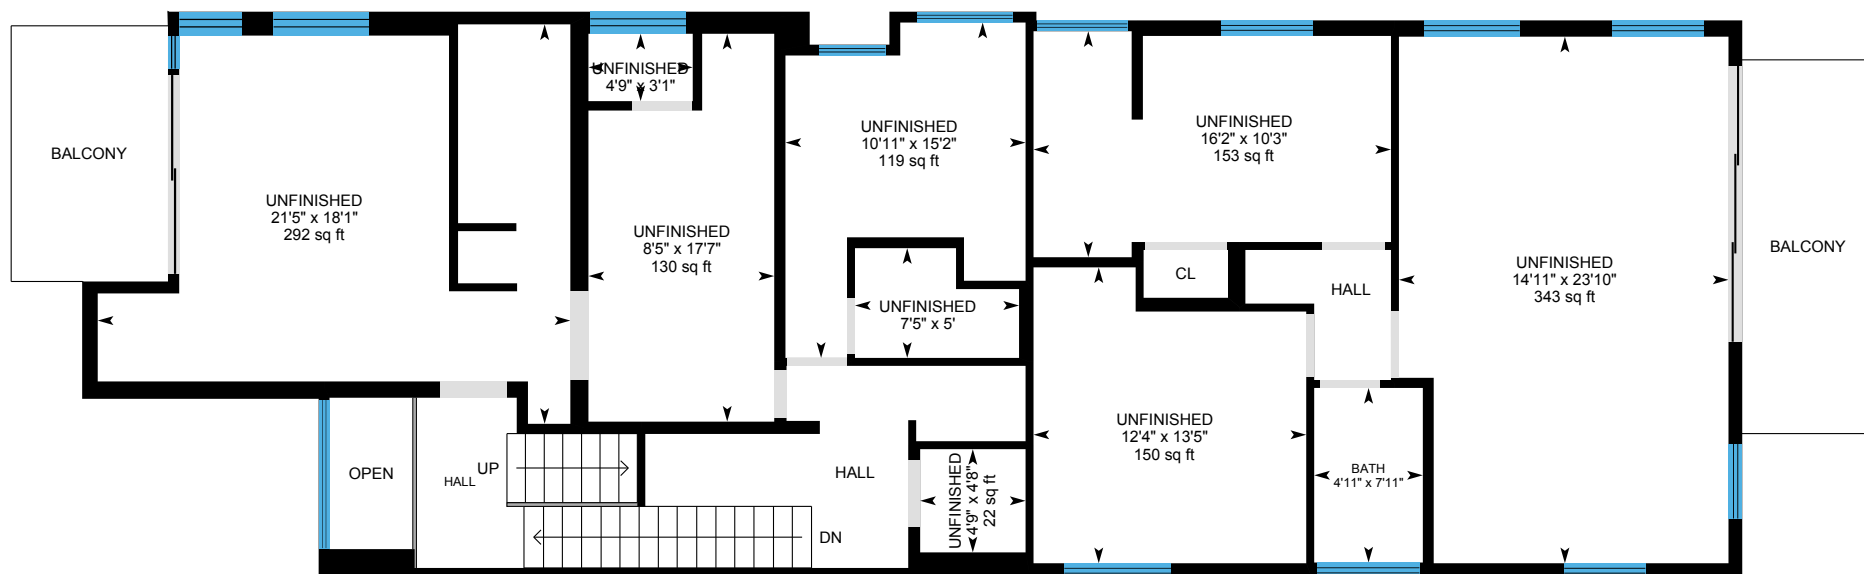 BALCONY
UNFINISHED
21'5" x 18'1"
292 sq ft
UNFINISHED
4'9" x 3'1"
UNFINISHED
8'5" x 17'7"
130 sq ft
UNFINISHED
10'11" x 15'2"
119 sq ft
UNFINISHED
7'5" x 5'
UNFINISHED
16'2" x 10'3"
153 sq ft
CL
HALL
UNFINISHED
14'11" x 23'10"
343 sq ft
BALCONY
OPEN
HALL
UP
DN
HALL
UNFINISHED
4'9" x 4'8"
22 sq ft
UNFINISHED
12'4" x 13'5"
150 sq ft
BATH
4'11" x 7'11"